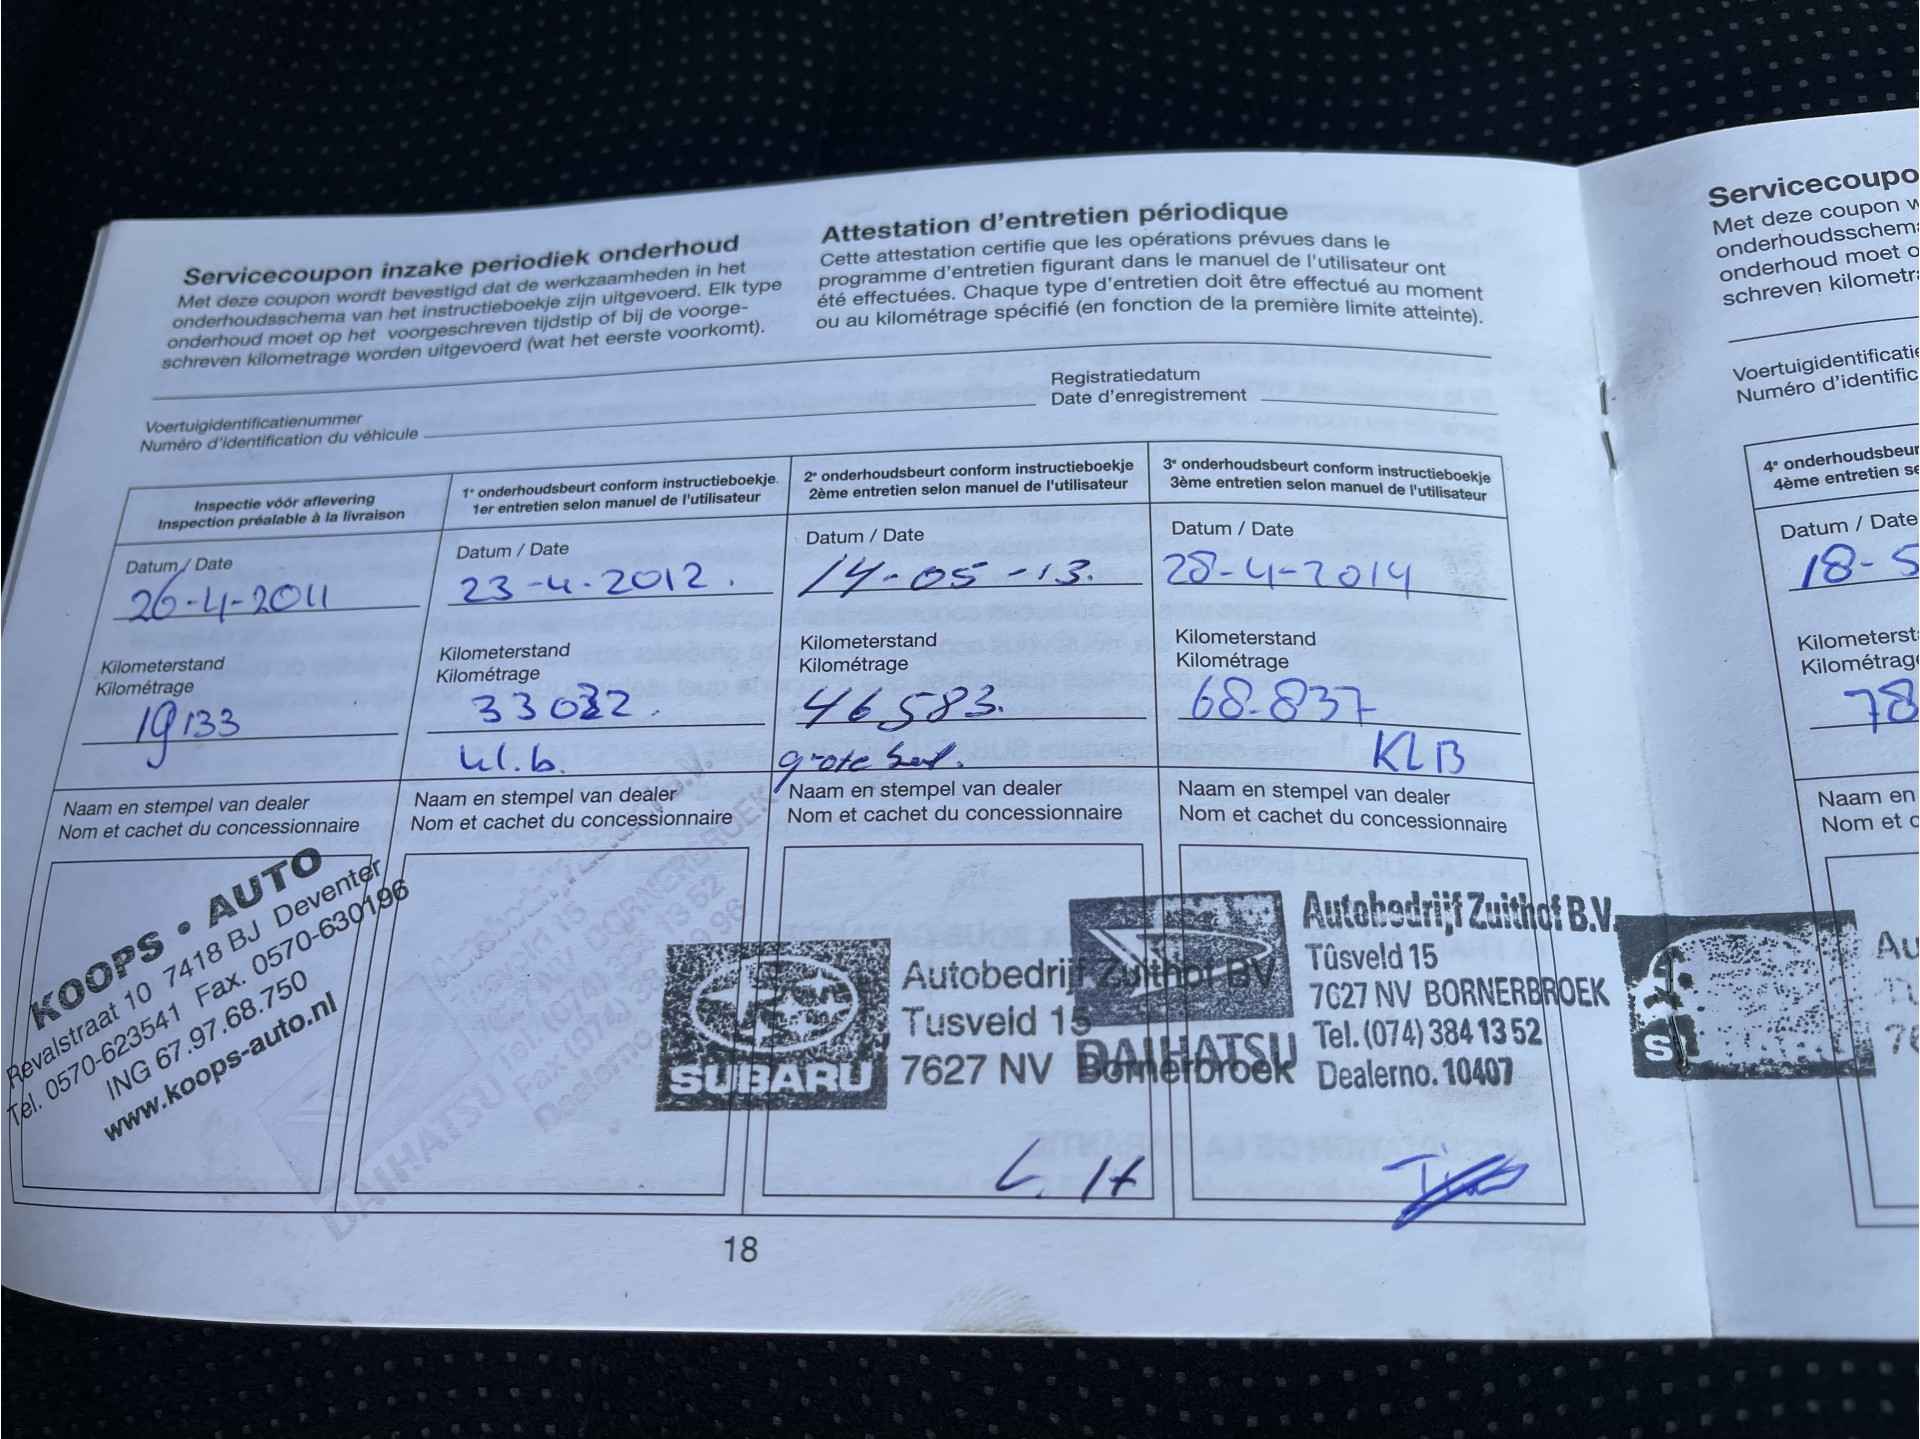 Servicecoupon inzake periodiek onderhoud
Met deze coupon wordt bevestigd dat de werkzaamheden in het
onderhoudsschema van het instructieboekje zijn uitgevoerd. Elk type
onderhoud moet op het voorgeschreven tijdstip of bij de voorge-
schreven kilometrage worden uitgevoerd (wat het eerste voorkomt).
Attestation d'entretien périodique
Cette attestation certifie que les opérations prévues dans le
programme d'entretien figurant dans le manuel de l'utilisateur ont
été effectuées. Chaque type d'entretien doit être effectué au moment
ou au kilométrage spécifié (en fonction de la première limite atteinte).
Voertuigidentificatienummer
Numéro d'identification du véhicule
Registratiedatum
Date d'enregistrement
Inspectie vóór aflevering
Inspection préalable à la livraison
Datum / Date
26-4-2011
Kilometerstand
Kilométrage
19133
Naam en stempel van dealer
Nom et cachet du concessionnaire
KOOPS • AUTO
Revalstraat 10 7418 BJ Deventer
Tel. 0570-623541 Fax. 0570-630196
ING 67.97.68.750
www.koops-auto.nl
1e onderhoudsbeurt conform instructieboekje.
1er entretien selon manuel de l'utilisateur
Datum / Date
23-4-2012.
Kilometerstand
Kilométrage
33032.
kl.b.
Naam en stempel van dealer
Nom et cachet du concessionnaire
DAIHATSU
2e onderhoudsbeurt conform instructieboekje
2ème entretien selon manuel de l'utilisateur
Datum / Date
14-05-13.
Kilometerstand
Kilométrage
46583.
grote
Naam en stempel van dealer
Nom et cachet du concessionnaire
SUBARU
Autobedrijf Zuithof BV
Tusveld 15
7627 NV Bornerbroek
L. H
3e onderhoudsbeurt conform instructieboekje
3ème entretien selon manuel de l'utilisateur
Datum / Date
28-4-2014
Kilometerstand
Kilométrage
68.837
KLB
Naam en stempel van dealer
Nom et cachet du concessionnaire
DAIHATSU
Autobedrijf Zuithof B.V.
Tûsveld 15
7627 NV BORNERBROEK
Tel. (074) 384 13 52
Dealerno. 10407
18
Servicecoupo
Met deze coupon w
onderhoudsschema
onderhoud moet o
schreven kilometra
Voertuigidentificatie
Numéro d'identific
4e onderhoudsbeur
4ème entretien se
Datum / Date
18-5
Kilometersta
Kilométrage
78
Naam en
Nom et c
S
Au
76